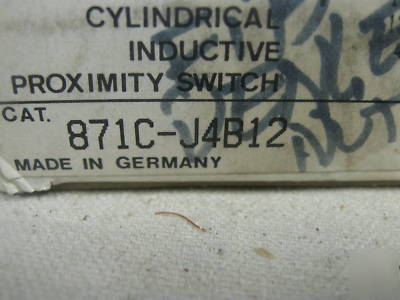 CYLINDRICAL
INDUCTIVE
PROXIMITY SWITCH
CAT. 871C-J4B12
MADE IN GERMANY